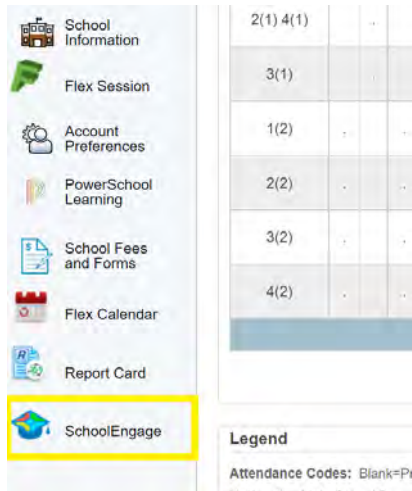 School
Information
Flex Session
Account
Preferences
PowerSchool
Learning
School Fees
and Forms
Flex Calendar
Report Card
SchoolEngage
2(1) 4(1)
3(1)
1(2)
2(2)
3(2)
4(2)
Legend
Attendance Codes: Blank=Pr